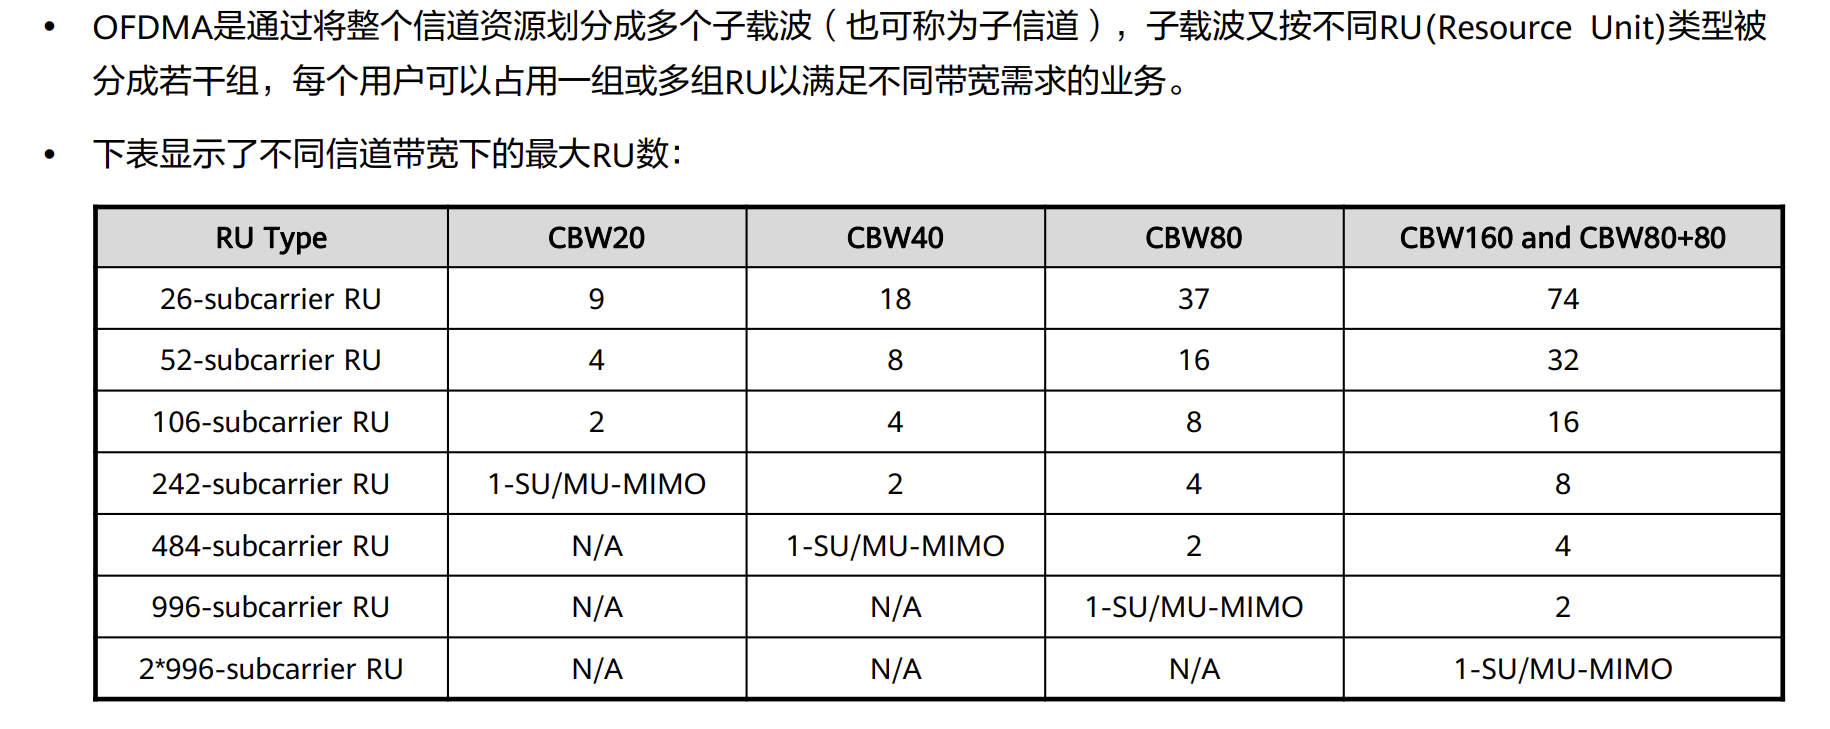 • OFDMA是通过将整个信道资源划分成多个子载波（也可称为子信道），子载波又按不同RU(Resource Unit)类型被
分成若干组，每个用户可以占用一组或多组RU以满足不同带宽需求的业务。
• 下表显示了不同信道带宽下的最大RU数：
RU Type CBW20 CBW40 CBW80 CBW160 and CBW80+80
26-subcarrier RU 9 18 37 74
52-subcarrier RU 4 8 16 32
106-subcarrier RU 2 4 8 16
242-subcarrier RU 1-SU/MU-MIMO 2 4 8
484-subcarrier RU N/A 1-SU/MU-MIMO 2 4
996-subcarrier RU N/A N/A 1-SU/MU-MIMO 2
2*996-subcarrier RU N/A N/A N/A 1-SU/MU-MIMO